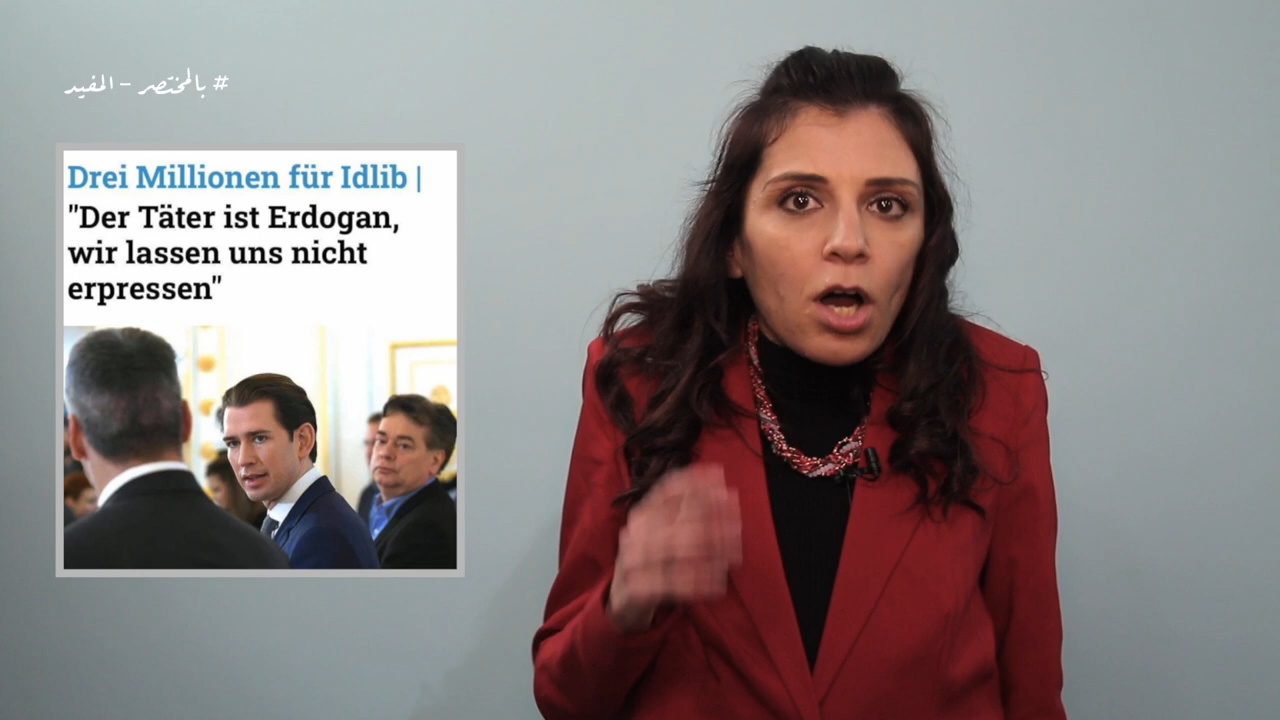 # بالمختصر - المفيد
Drei Millionen für Idlib |
"Der Täter ist Erdogan,
wir lassen uns nicht
erpressen"